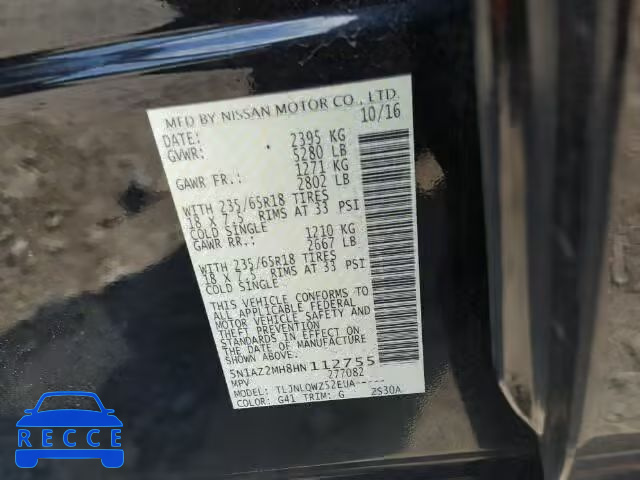 MFD BY NISSAN MOTOR CO., LTD.
DATE: 10/16
GVWR: 2395 KG
5280 LB
GAWR FR.: 1271 KG
2802 LB
WITH 235/65R18 TIRES
18 X 7.5 RIMS AT 33 PSI
COLD SINGLE
GAWR RR.: 1210 KG
2667 LB
WITH 235/65R18 TIRES
18 X 7.5 RIMS AT 33 PSI
COLD SINGLE
THIS VEHICLE CONFORMS TO
ALL APPLICABLE FEDERAL
MOTOR VEHICLE SAFETY AND
THEFT PREVENTION
STANDARDS IN EFFECT ON
THE DATE OF MANUFACTURE
SHOWN ABOVE.
5N1AZ2MH8HN112755
MPV 277082
MODEL: TLJNLQWZ52EUA-----
COLOR: G41 TRIM: G 2S30A
RECCE